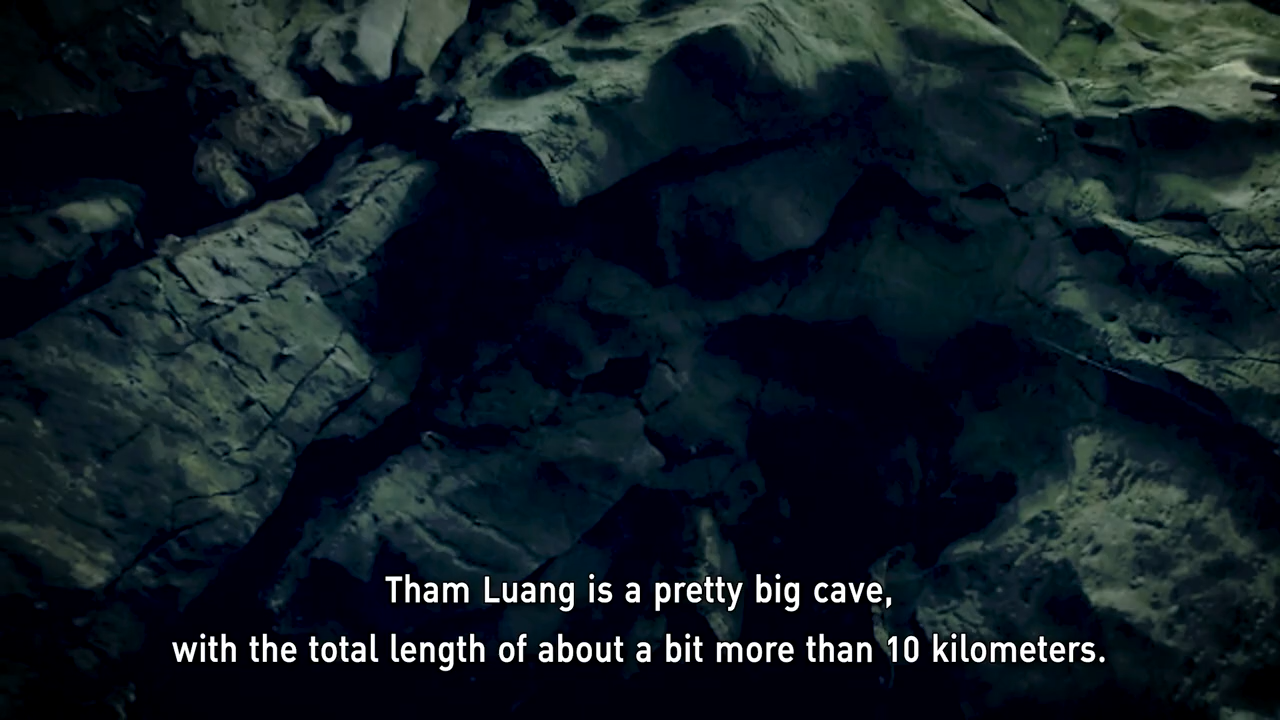 Tham Luang is a pretty big cave,
with the total length of about a bit more than 10 kilometers.